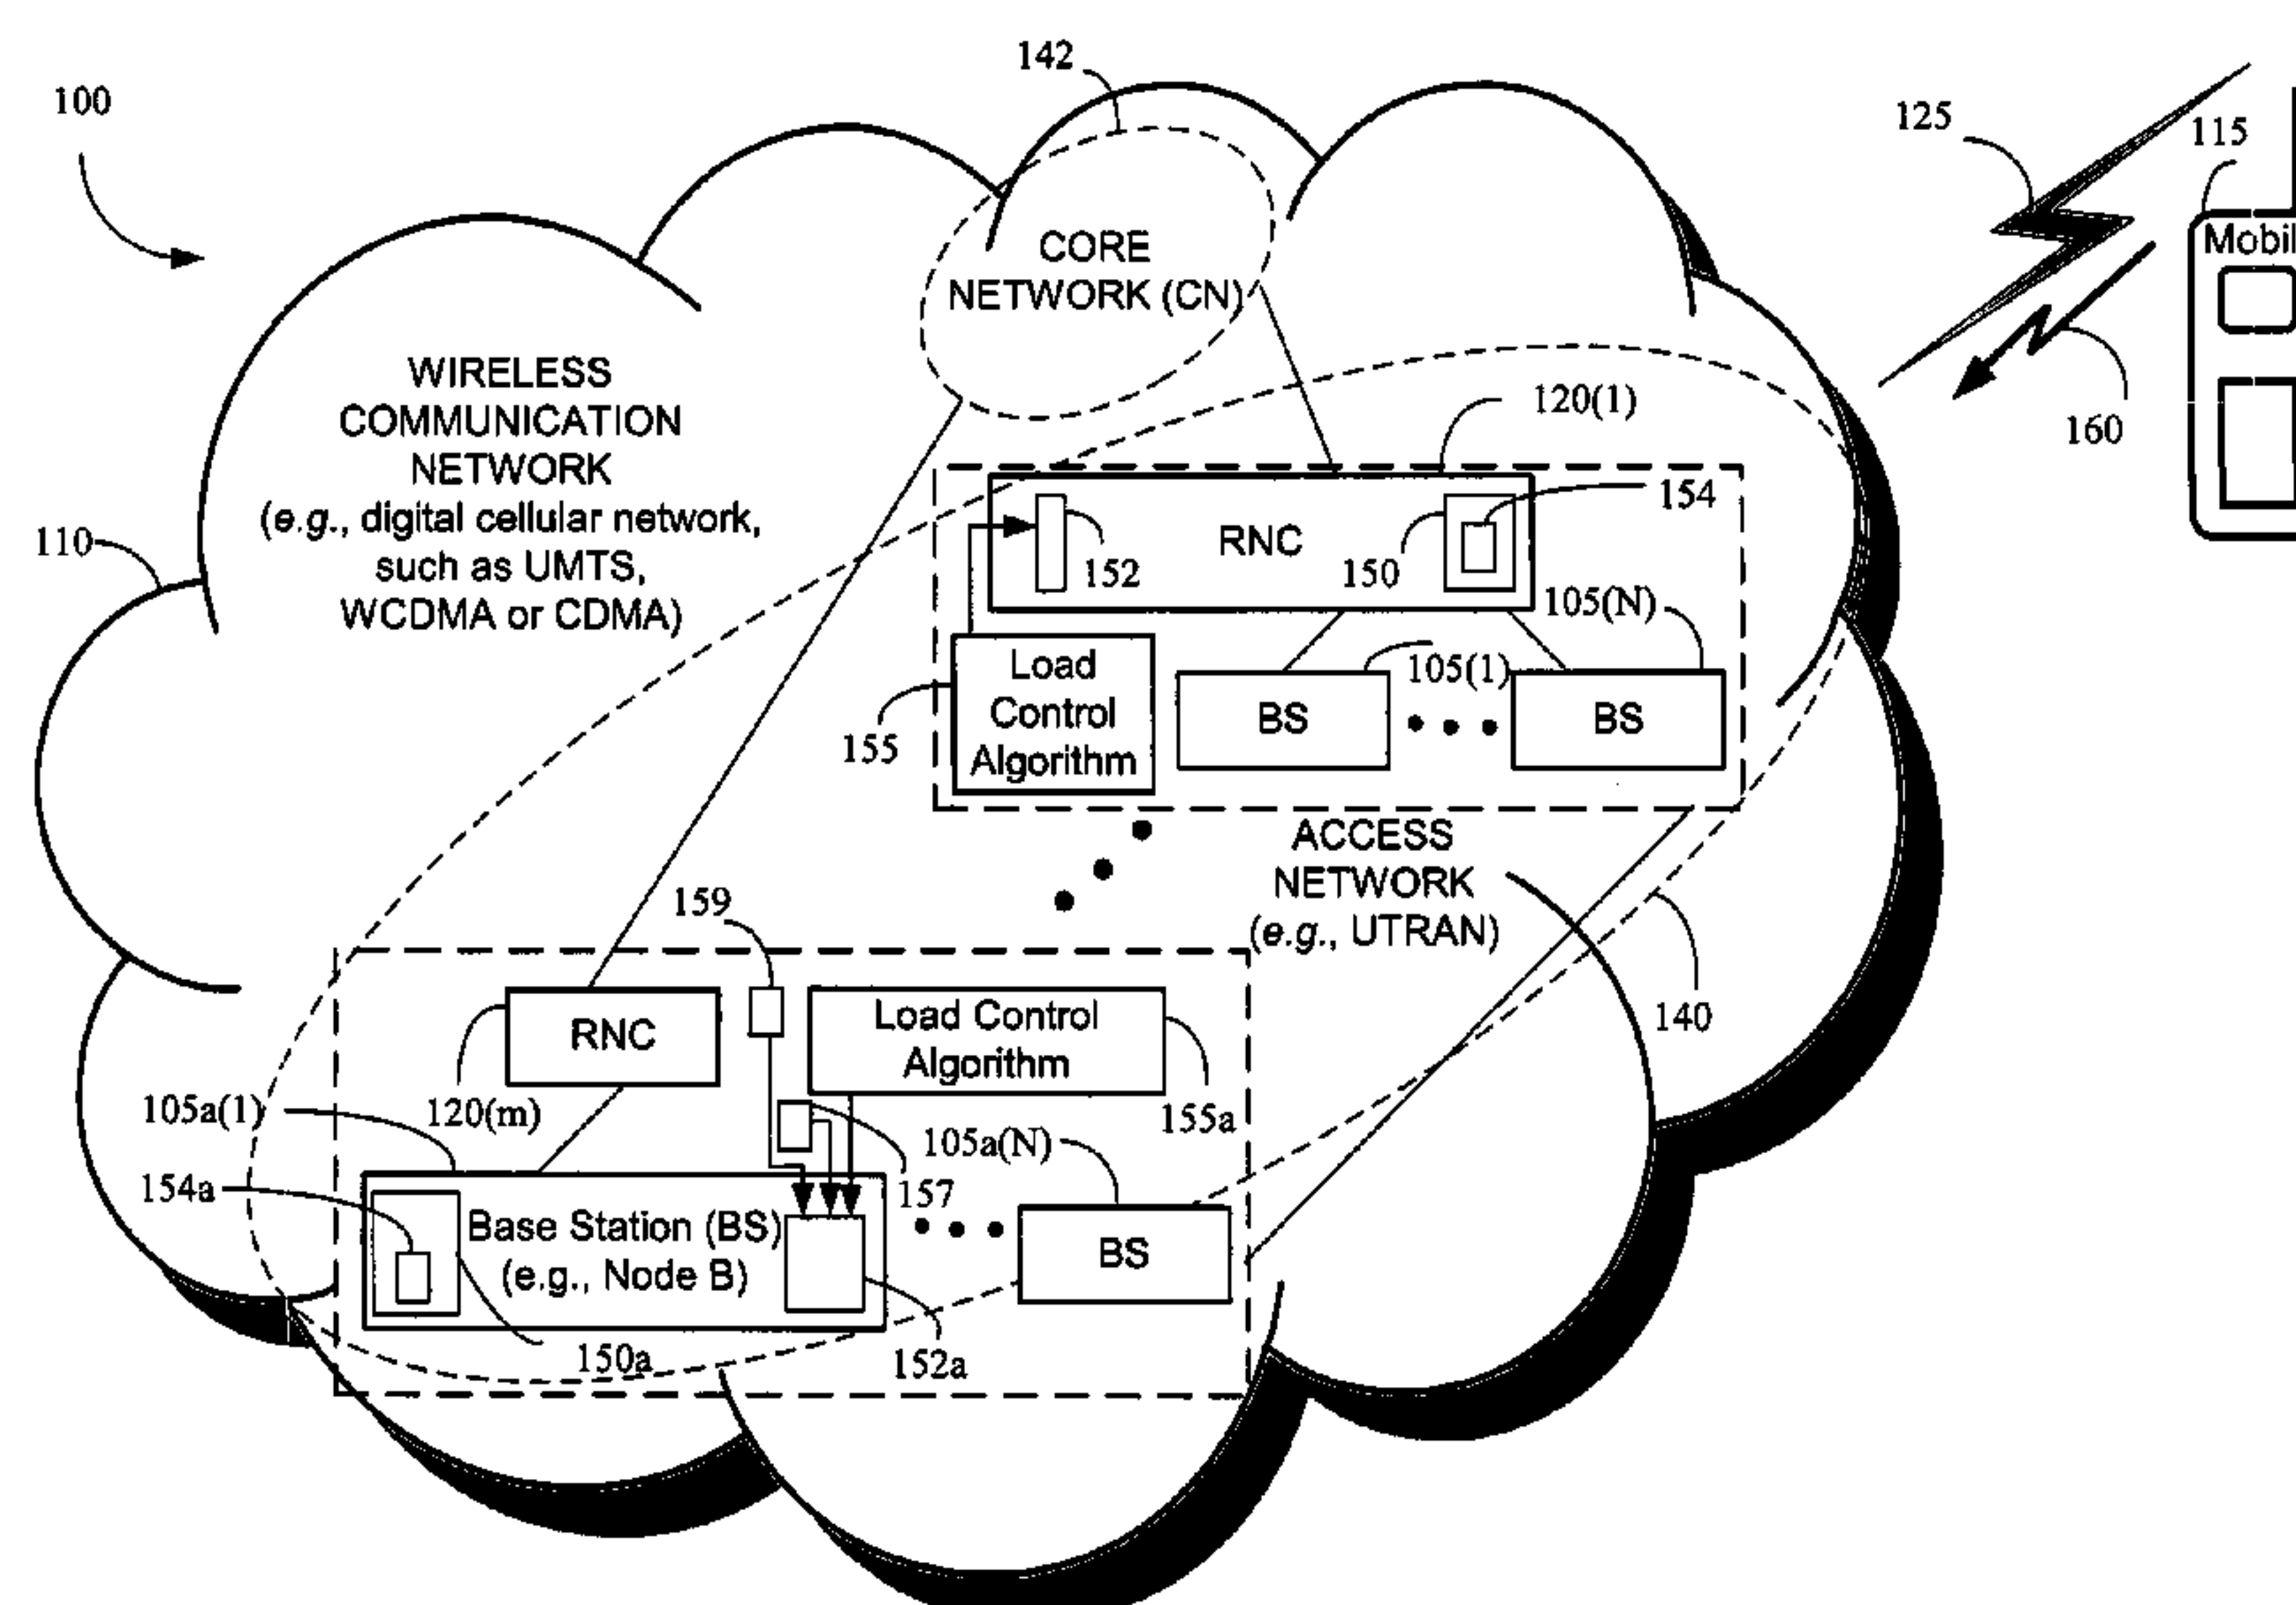 142
100
125
115
Mobil
CORE
NETWORK (CN)
WIRELESS
COMMUNICATION
NETWORK
(e.g., digital cellular network,
such as UMTS,
WCDMA or CDMA)
120(1)
160
154
110
RNC
152
150
105(N)
Load
Control
Algorithm
105(1)
BS
BS
155
ACCESS
NETWORK
(e.g., UTRAN)
159
140
RNC
Load Control
Algorithm
105a(1)
120(m)
155a
105a(N)
154a
157
Base Station (BS)
(e.g., Node B)
BS
150a
152a